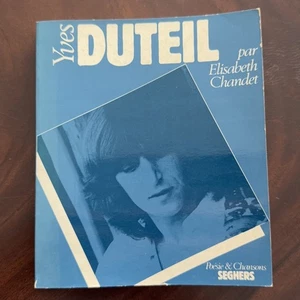 Yves
DUTEIL
par
Elisabeth
Chandet
Poésie & Chansons
SEGHERS